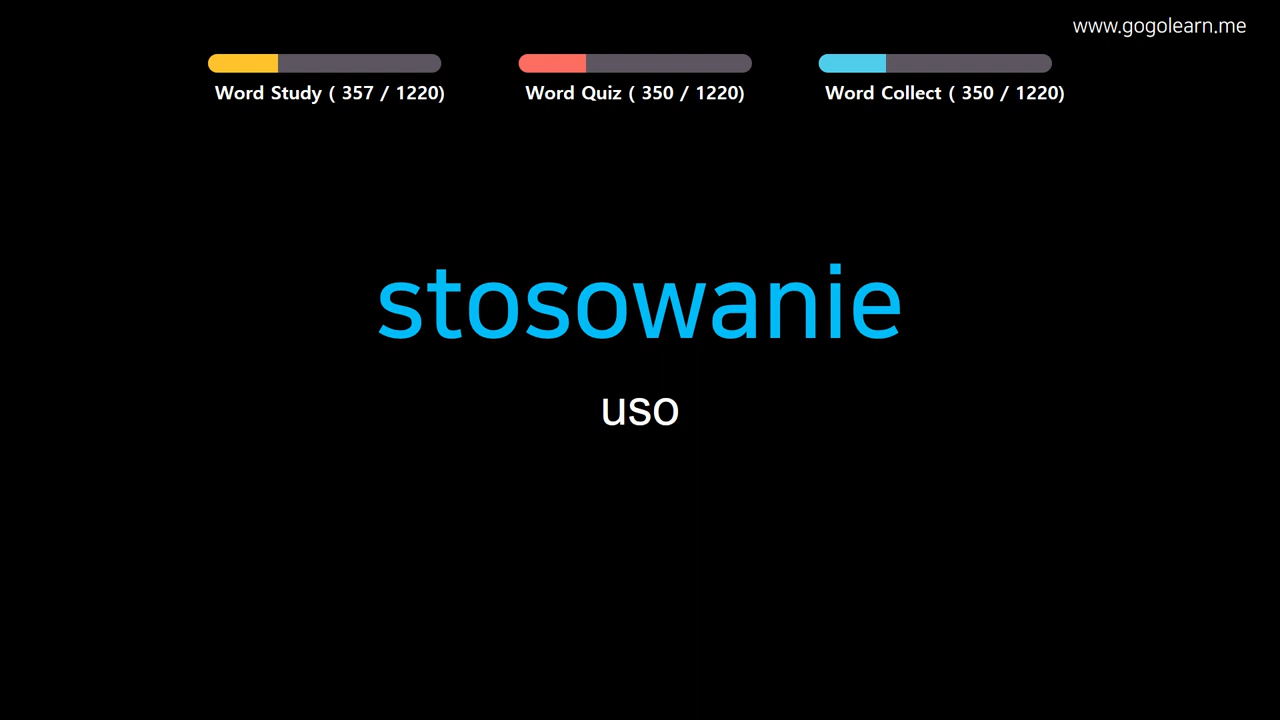 www.gogolearn.me
Word Study ( 357 / 1220)
Word Quiz ( 350 / 1220)
Word Collect ( 350 / 1220)
stosowanie
uso